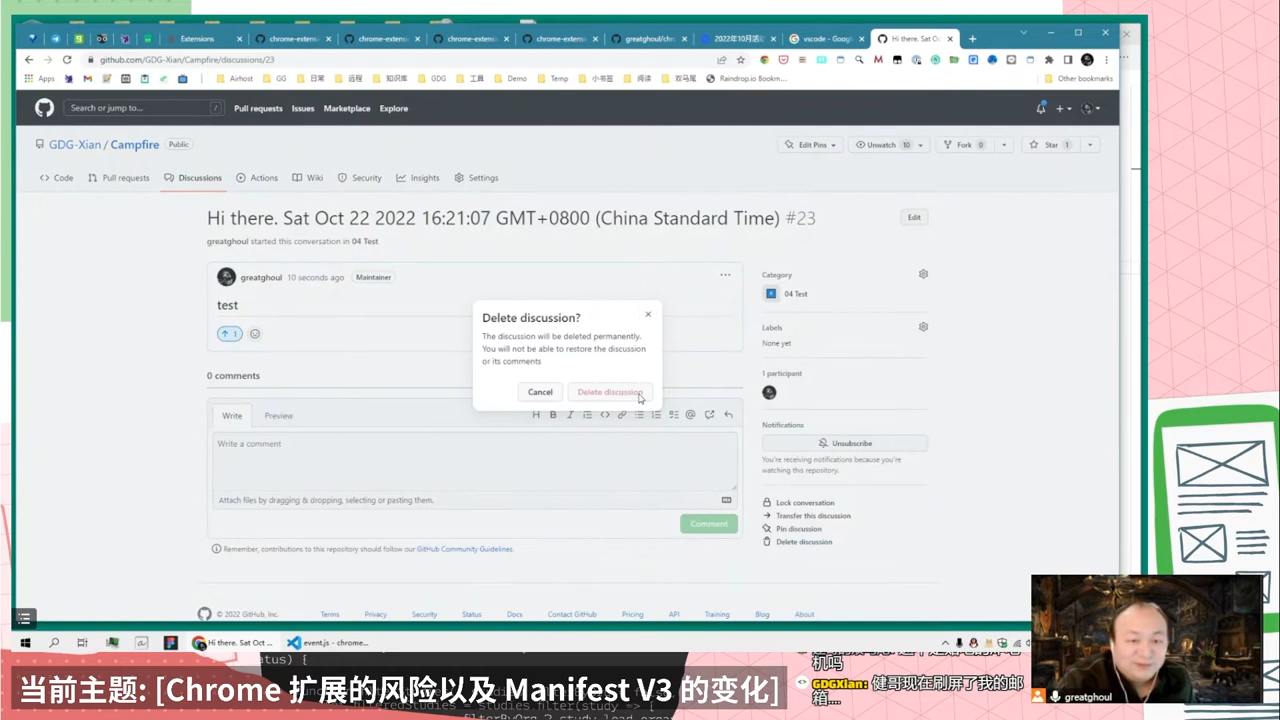 Extensions
chrome-extensi
chrome-extensi
chrome-extensi
chrome-extensi
greatghoul/chr
2022年10月活
vscode - Googl
Hi there. Sat Oc
github.com/GDG-Xian/Campfire/discussions/23
Apps
Airhost
GG
日常
远程
知识库
GDG
工具
Demo
Temp
小书签
阅读
双马尾
Raindrop.io Bookm...
Other bookmarks
Search or jump to...
/
Pull requests Issues Marketplace Explore
GDG-Xian / Campfire Public
Edit Pins Unwatch 10 Fork 0 Star 1
Code Pull requests Discussions Actions Wiki Security Insights Settings
Hi there. Sat Oct 22 2022 16:21:07 GMT+0800 (China Standard Time) #23
Edit
greatghoul started this conversation in 04 Test
greatghoul 10 seconds ago Maintainer
test
1
Category
04 Test
Labels
None yet
Delete discussion?
The discussion will be deleted permanently.
You will not be able to restore the discussion
or its comments
Cancel Delete discussion
0 comments
Write Preview
Write a comment
Attach files by dragging & dropping, selecting or pasting them.
Comment
Remember, contributions to this repository should follow our GitHub Community Guidelines.
1 participant
Notifications
Unsubscribe
You're receiving notifications because you're
watching this repository.
Lock conversation
Transfer this discussion
Pin discussion
Delete discussion
© 2022 GitHub, Inc. Terms Privacy Security Status Docs Contact GitHub Pricing API Training Blog About
Hi there. Sat Oct ...
event.js - chrome...
机吗
GDGXian: 健哥现在刷屏了我的邮
箱....
greatghoul
当前主题: [Chrome 扩展的风险以及 Manifest V3 的变化]